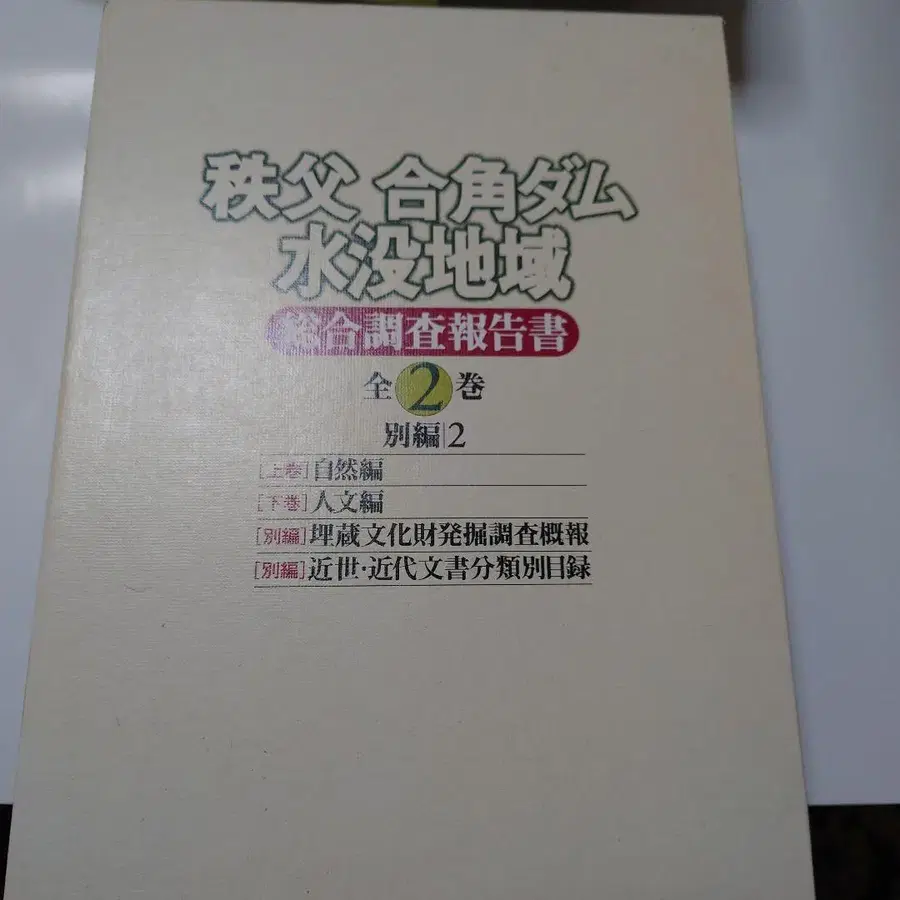 秩父 合角ダム
水没地域
総合調査報告書
全2巻
別編|2
[上巻]自然編
[下巻]人文編
[別編]埋蔵文化財発掘調査概報
[別編]近世·近代文書分類別目録